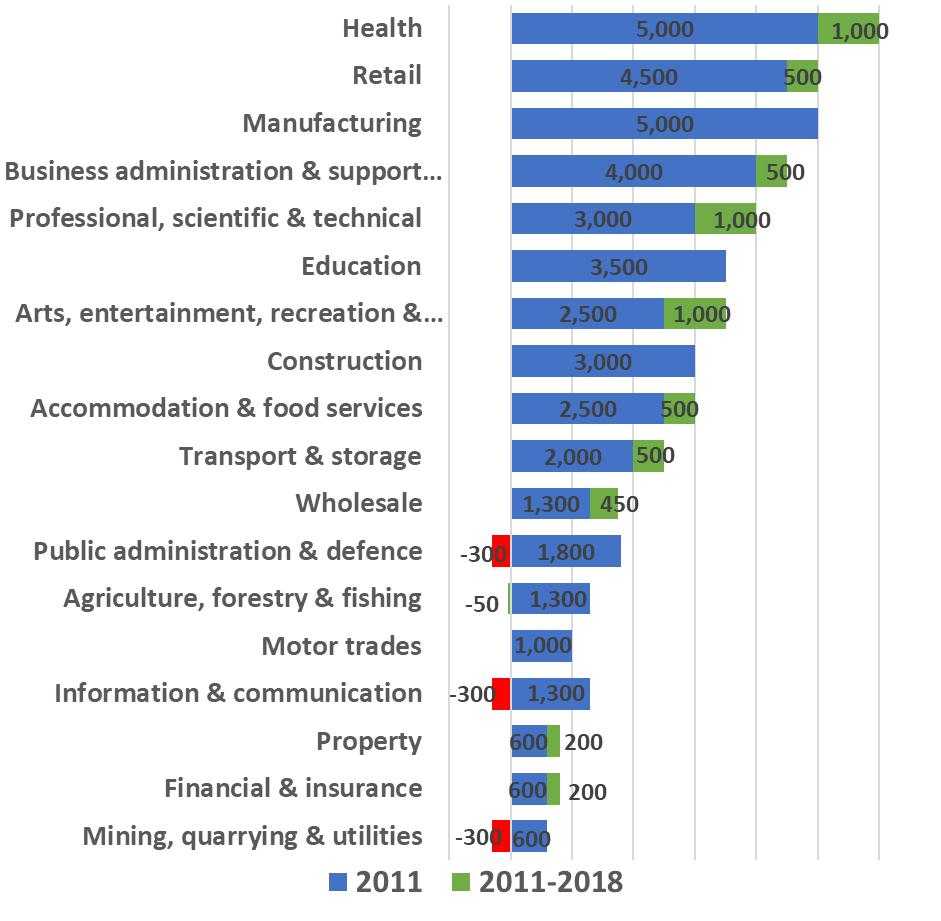 Health 5,000 1,000
Retail 4,500 500
Manufacturing 5,000
Business administration & support... 4,000 500
Professional, scientific & technical 3,000 1,000
Education 3,500
Arts, entertainment, recreation &... 2,500 1,000
Construction 3,000
Accommodation & food services 2,500 500
Transport & storage 2,000 500
Wholesale 1,300 450
Public administration & defence -300 1,800
Agriculture, forestry & fishing -50 1,300
Motor trades 1,000
Information & communication -300 1,300
Property 600 200
Financial & insurance 600 200
Mining, quarrying & utilities -300 600
2011 2011-2018